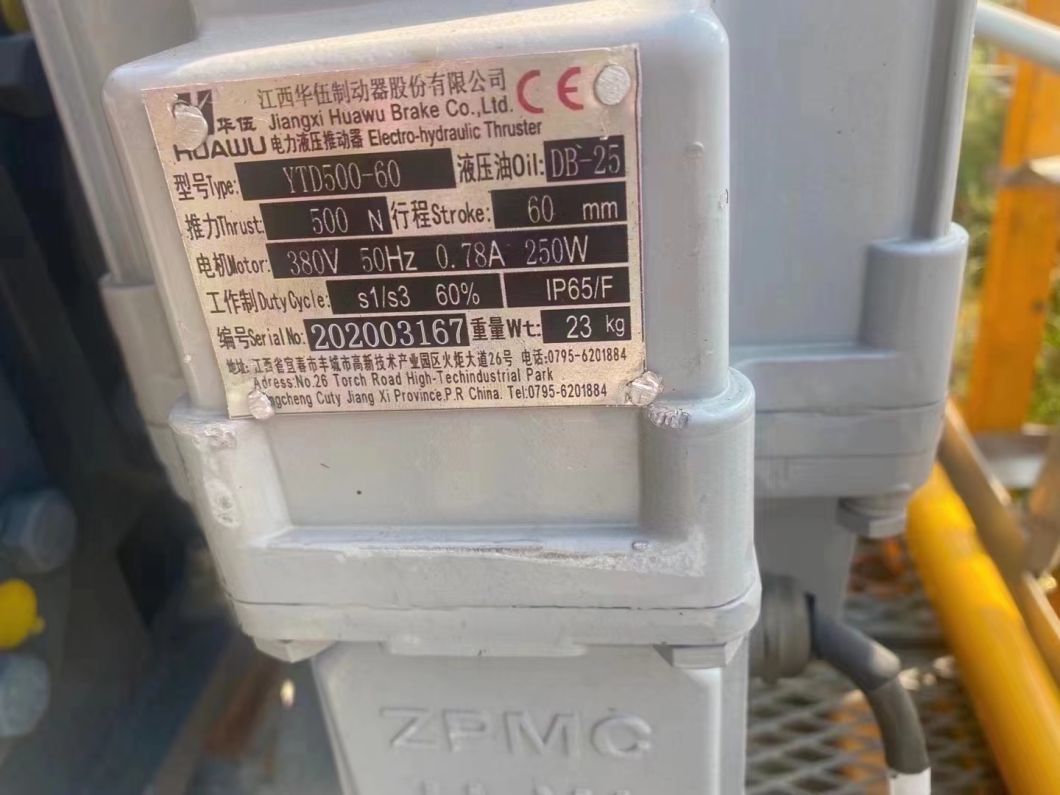 江西华伍制动器股份有限公司 CE
华伍 Jiangxi Huawu Brake Co.,Ltd.
HUAWU 电力液压推动器 Electro-hydraulic Thruster
型号Type: YTD500-60 液压油Oil: DB-25
推力Thrust: 500 N 行程Stroke: 60 mm
电机Motor: 380V 50Hz 0.78A 250W
工作制DutyCycle: s1/s3 60% IP65/F
编号Serial No: 202003167 重量Wt: 23 kg
地址:江西省宜春市丰城市高新技术产业园区火炬大道26号 电话:0795-6201884
Adress:No.26 Torch Road High-Techindustrial Park
Cuty Jiang Xi Province,P.R China. Tel:0795-6201884
ZPMC